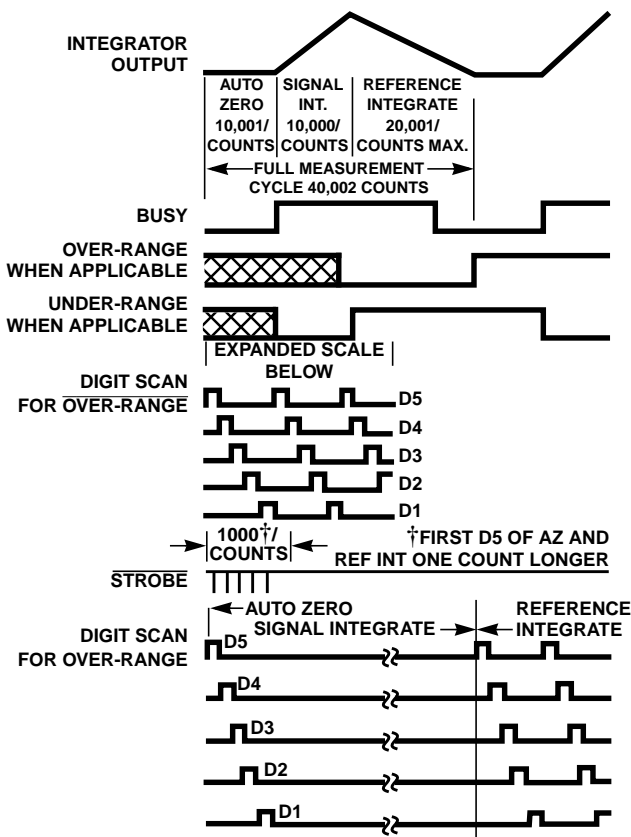 INTEGRATOR
OUTPUT
AUTO
ZERO
10,001/
COUNTS
SIGNAL
INT.
10,000/
COUNTS
REFERENCE
INTEGRATE
20,001/
COUNTS MAX.
FULL MEASUREMENT
CYCLE 40,002 COUNTS
BUSY
OVER-RANGE
WHEN APPLICABLE
UNDER-RANGE
WHEN APPLICABLE
EXPANDED SCALE
BELOW
DIGIT SCAN
FOR OVER-RANGE
D5
D4
D3
D2
D1
1000†/
COUNTS
†FIRST D5 OF AZ AND
REF INT ONE COUNT LONGER
STROBE
AUTO ZERO
SIGNAL INTEGRATE
REFERENCE
INTEGRATE
DIGIT SCAN
FOR OVER-RANGE
D5
D4
D3
D2
D1